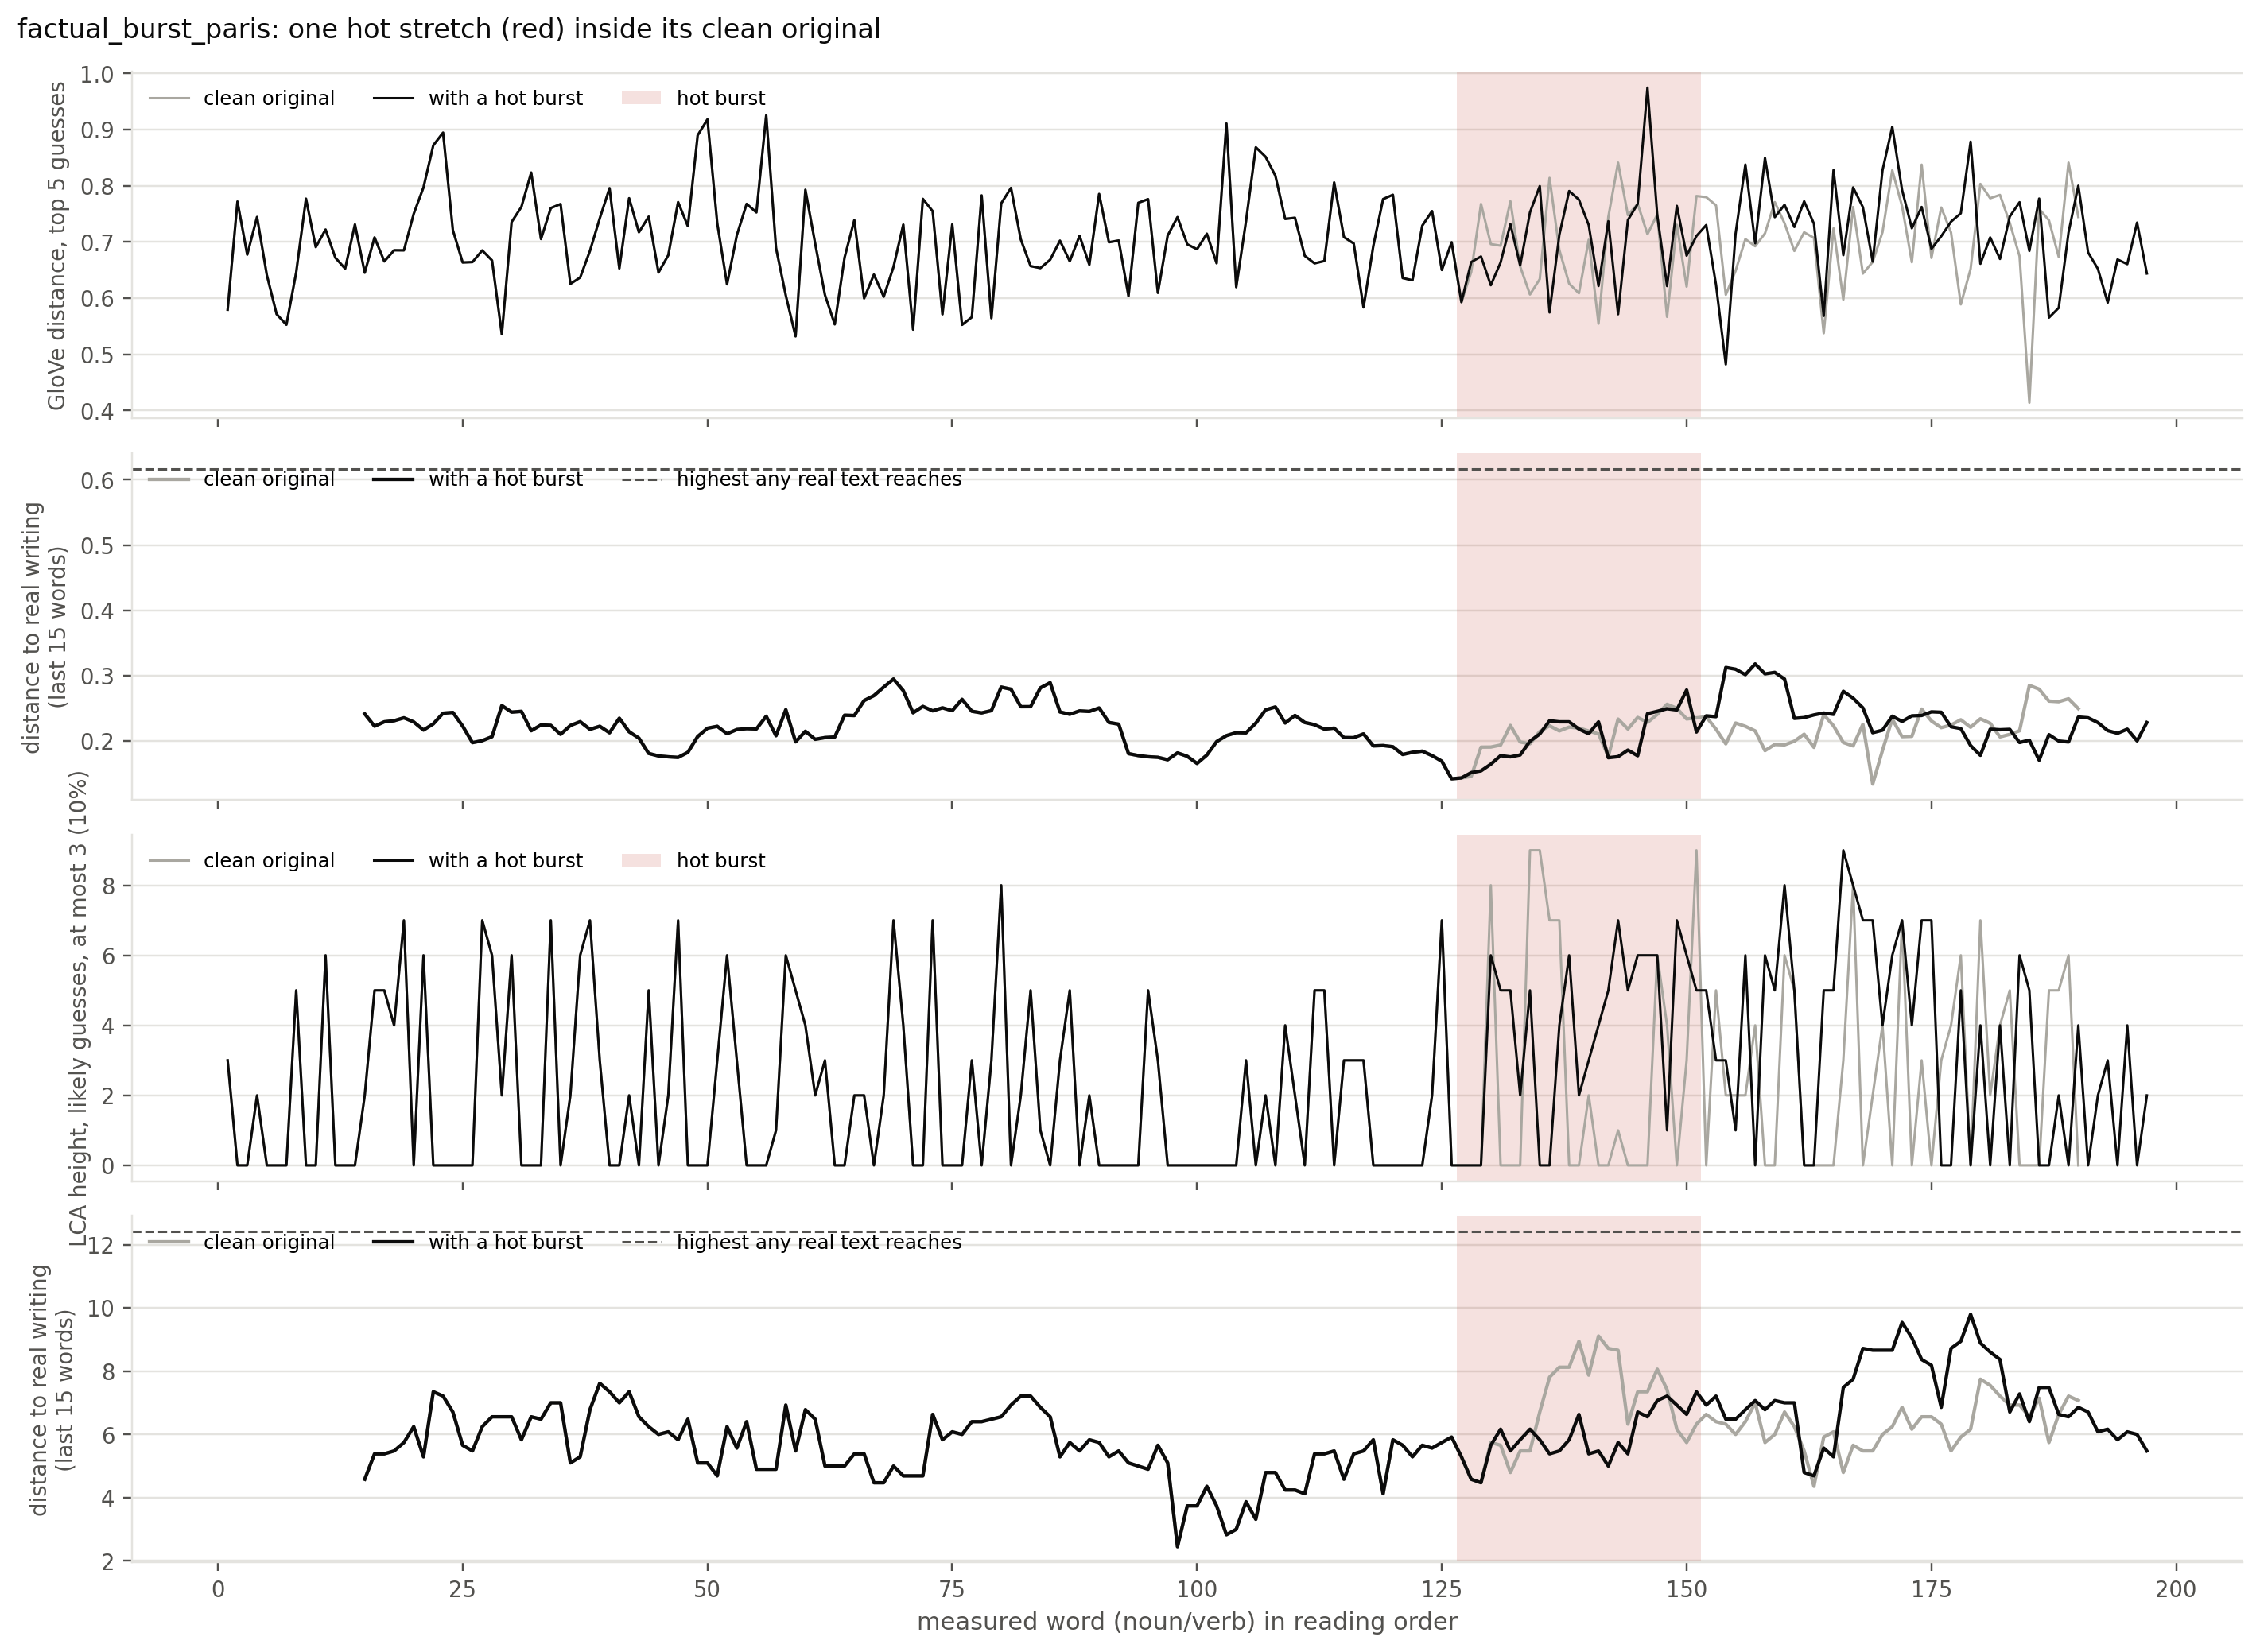 factual_burst_paris: one hot stretch (red) inside its clean original
GloVe distance, top 5 guesses
1.0
0.9
0.8
0.7
0.6
0.5
0.4
clean original with a hot burst hot burst
distance to real writing
(last 15 words)
0.6
0.5
0.4
0.3
0.2
clean original with a hot burst highest any real text reaches
LCA height, likely guesses, at most 3 (10%)
8
6
4
2
0
clean original with a hot burst hot burst
distance to real writing
(last 15 words)
12
10
8
6
4
2
clean original with a hot burst highest any real text reaches
0 25 50 75 100 125 150 175 200
measured word (noun/verb) in reading order